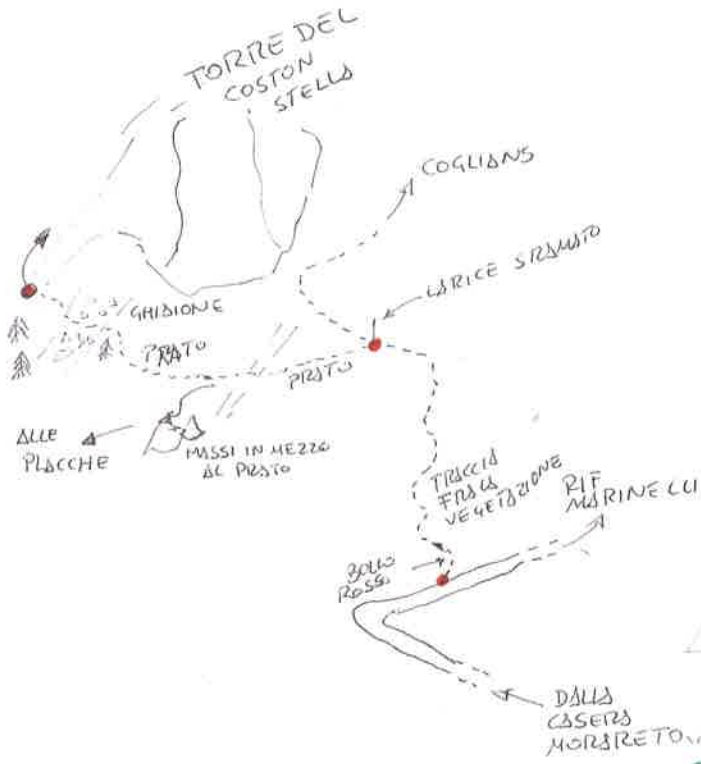 TORRE DEL
COSTON
STELLA
COGLIANS
LARICE SRAMATO
GHIAIONE
PRATO
PRATO
ALLE
PLACCHE
MASSI IN MEZZO
AL PRATO
TRACCIA
FRA LA
VEGETAZIONE
RIF
MARINELLI
BOLLO
ROSSO
DALLA
CASERA
MORARETO...